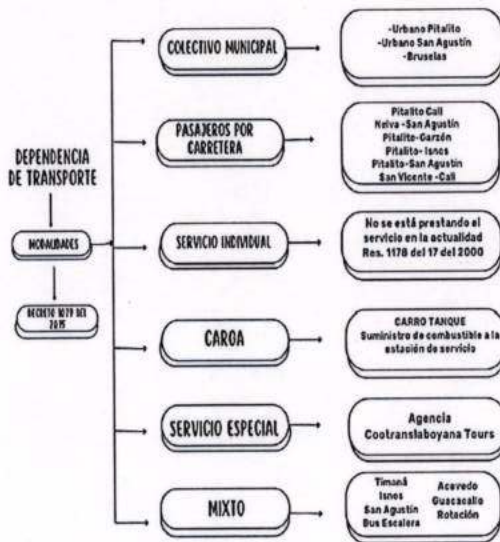 DEPENDENCIA
DE TRANSPORTE
MODALIDADES
DECRETO 1079 DEL
2015
COLECTIVO MUNICIPAL
-Urbano Pitalito
-Urbano San Agustín
-Bruselas
PASAJEROS POR
CARRETERA
Pitalito Cali
Neiva -San Agustín
Pitalito-Garzón
Pitalito- Isnos
Pitalito-San Agustín
San Vicente -Cali
SERVICIO INDIVIDUAL
No se está prestando el
servicio en la actualidad
Res. 1178 del 17 del 2000
CARGA
CARRO TANQUE
Suministro de combustible a la
estación de servicio
SERVICIO ESPECIAL
Agencia
Cootranslaboyana Tours
MIXTO
Timaná
Isnos
San Agustín
Bus Escalera
Acevedo
Guacacallo
Rotación